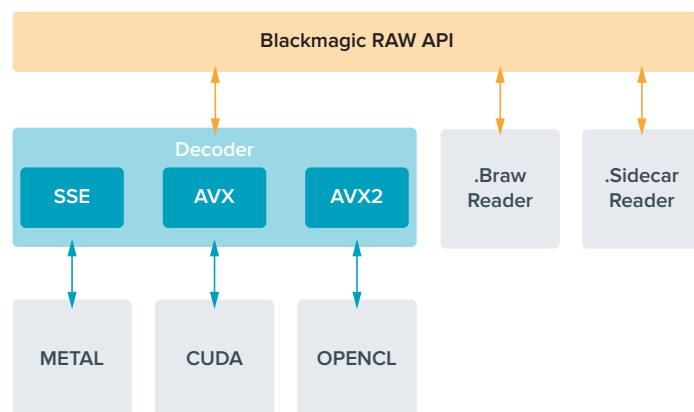 Blackmagic RAW API
Decoder
SSE
AVX
AVX2
.Braw
Reader
.Sidecar
Reader
METAL
CUDA
OPENCL